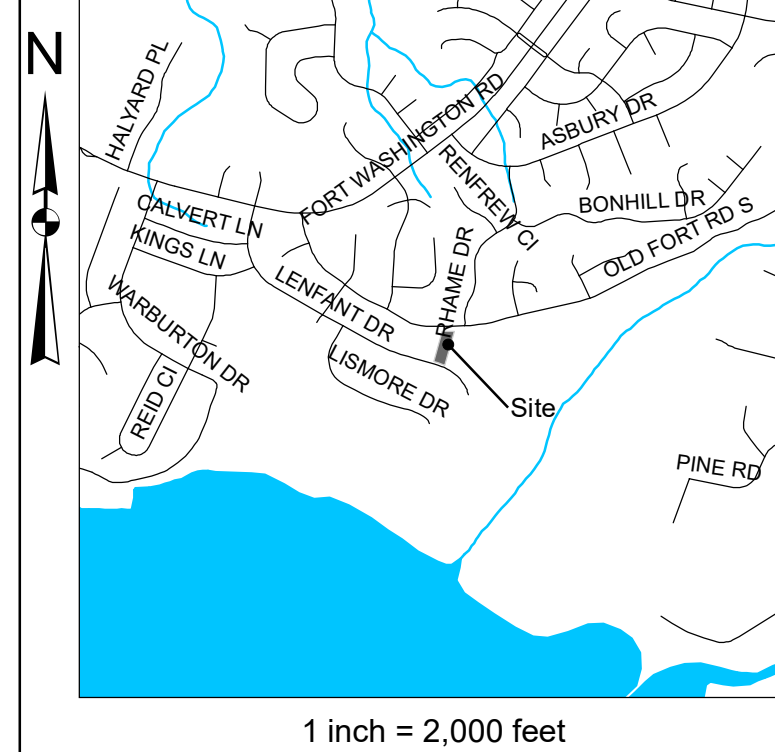 N
HALYARD PL
FORT WASHINGTON RD
ASBURY DR
RENFREW CI
BONHILL DR
CALVERT LN
KINGS LN
OLD FORT RD S
RHAME DR
LENFANT DR
WARBURTON DR
LISMORE DR
REID CI
Site
PINE RD
1 inch = 2,000 feet